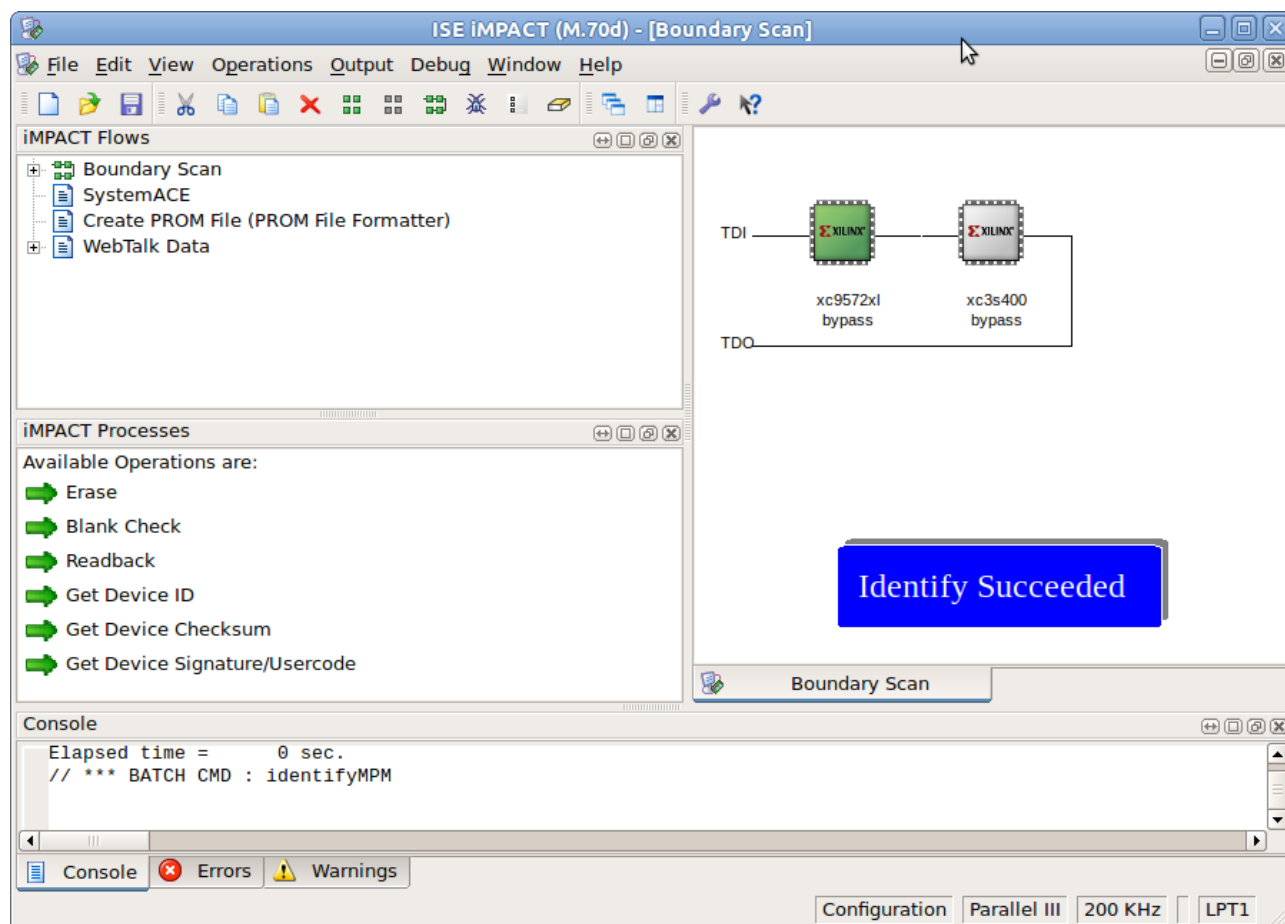 ISE iMPACT (M.70d) - [Boundary Scan]
File Edit View Operations Output Debug Window Help
iMPACT Flows
Boundary Scan
SystemACE
Create PROM File (PROM File Formatter)
WebTalk Data
TDI
XILINX
XILINX
xc9572xl
bypass
xc3s400
bypass
TDO
iMPACT Processes
Available Operations are:
Erase
Blank Check
Readback
Get Device ID
Get Device Checksum
Get Device Signature/Usercode
Identify Succeeded
Boundary Scan
Console
Elapsed time =      0 sec.
// *** BATCH CMD : identifyMPM
Console Errors Warnings
Configuration Parallel III 200 KHz LPT1